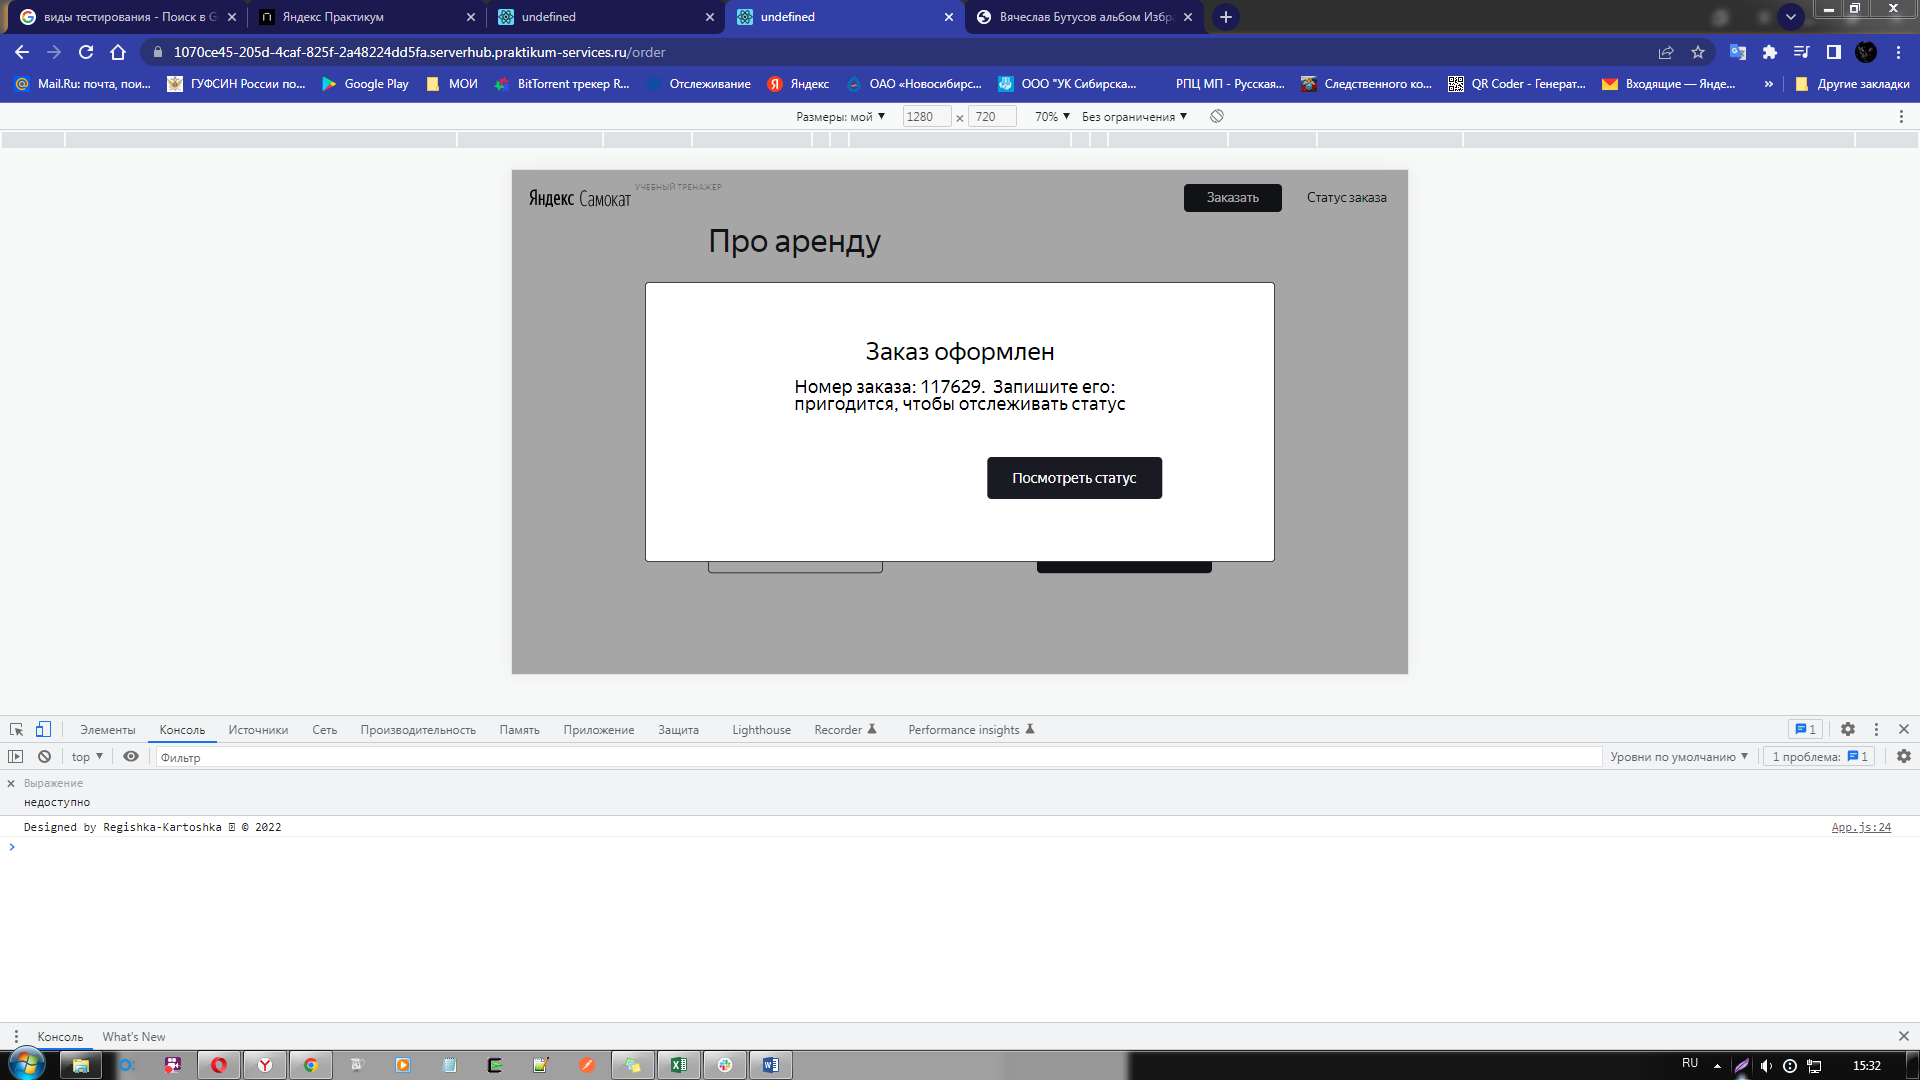 виды тестирования - Поиск в G
Яндекс Практикум
undefined
undefined
Вячеслав Бутусов альбом Избра
1070ce45-205d-4caf-825f-2a48224dd5fa.serverhub.praktikum-services.ru/order
Mail.Ru: почта, пои...
ГУФСИН России по...
Google Play
МОИ
BitTorrent трекер R...
Отслеживание
Яндекс
ОАО «Новосибирс...
ООО "УК Сибирска...
РПЦ МП - Русская...
Следственного ко...
QR Coder - Генерат...
Входящие — Янде...
»
Другие закладки
Размеры: мой ▼ 1280 × 720 70% ▼ Без ограничения ▼
Яндекс Самокат
УЧЕБНЫЙ ТРЕНАЖЕР
Заказать
Статус заказа
Про аренду
Заказ оформлен
Номер заказа: 117629. Запишите его:
пригодится, чтобы отслеживать статус
Посмотреть статус
Элементы Консоль Источники Сеть Производительность Память Приложение Защита Lighthouse Recorder Performance insights 1
top ▼ Фильтр Уровни по умолчанию ▼ 1 проблема: 1
Выражение
недоступно
Designed by Regishka-Kartoshka © 2022 App.js:24
Консоль What's New
RU 15:32